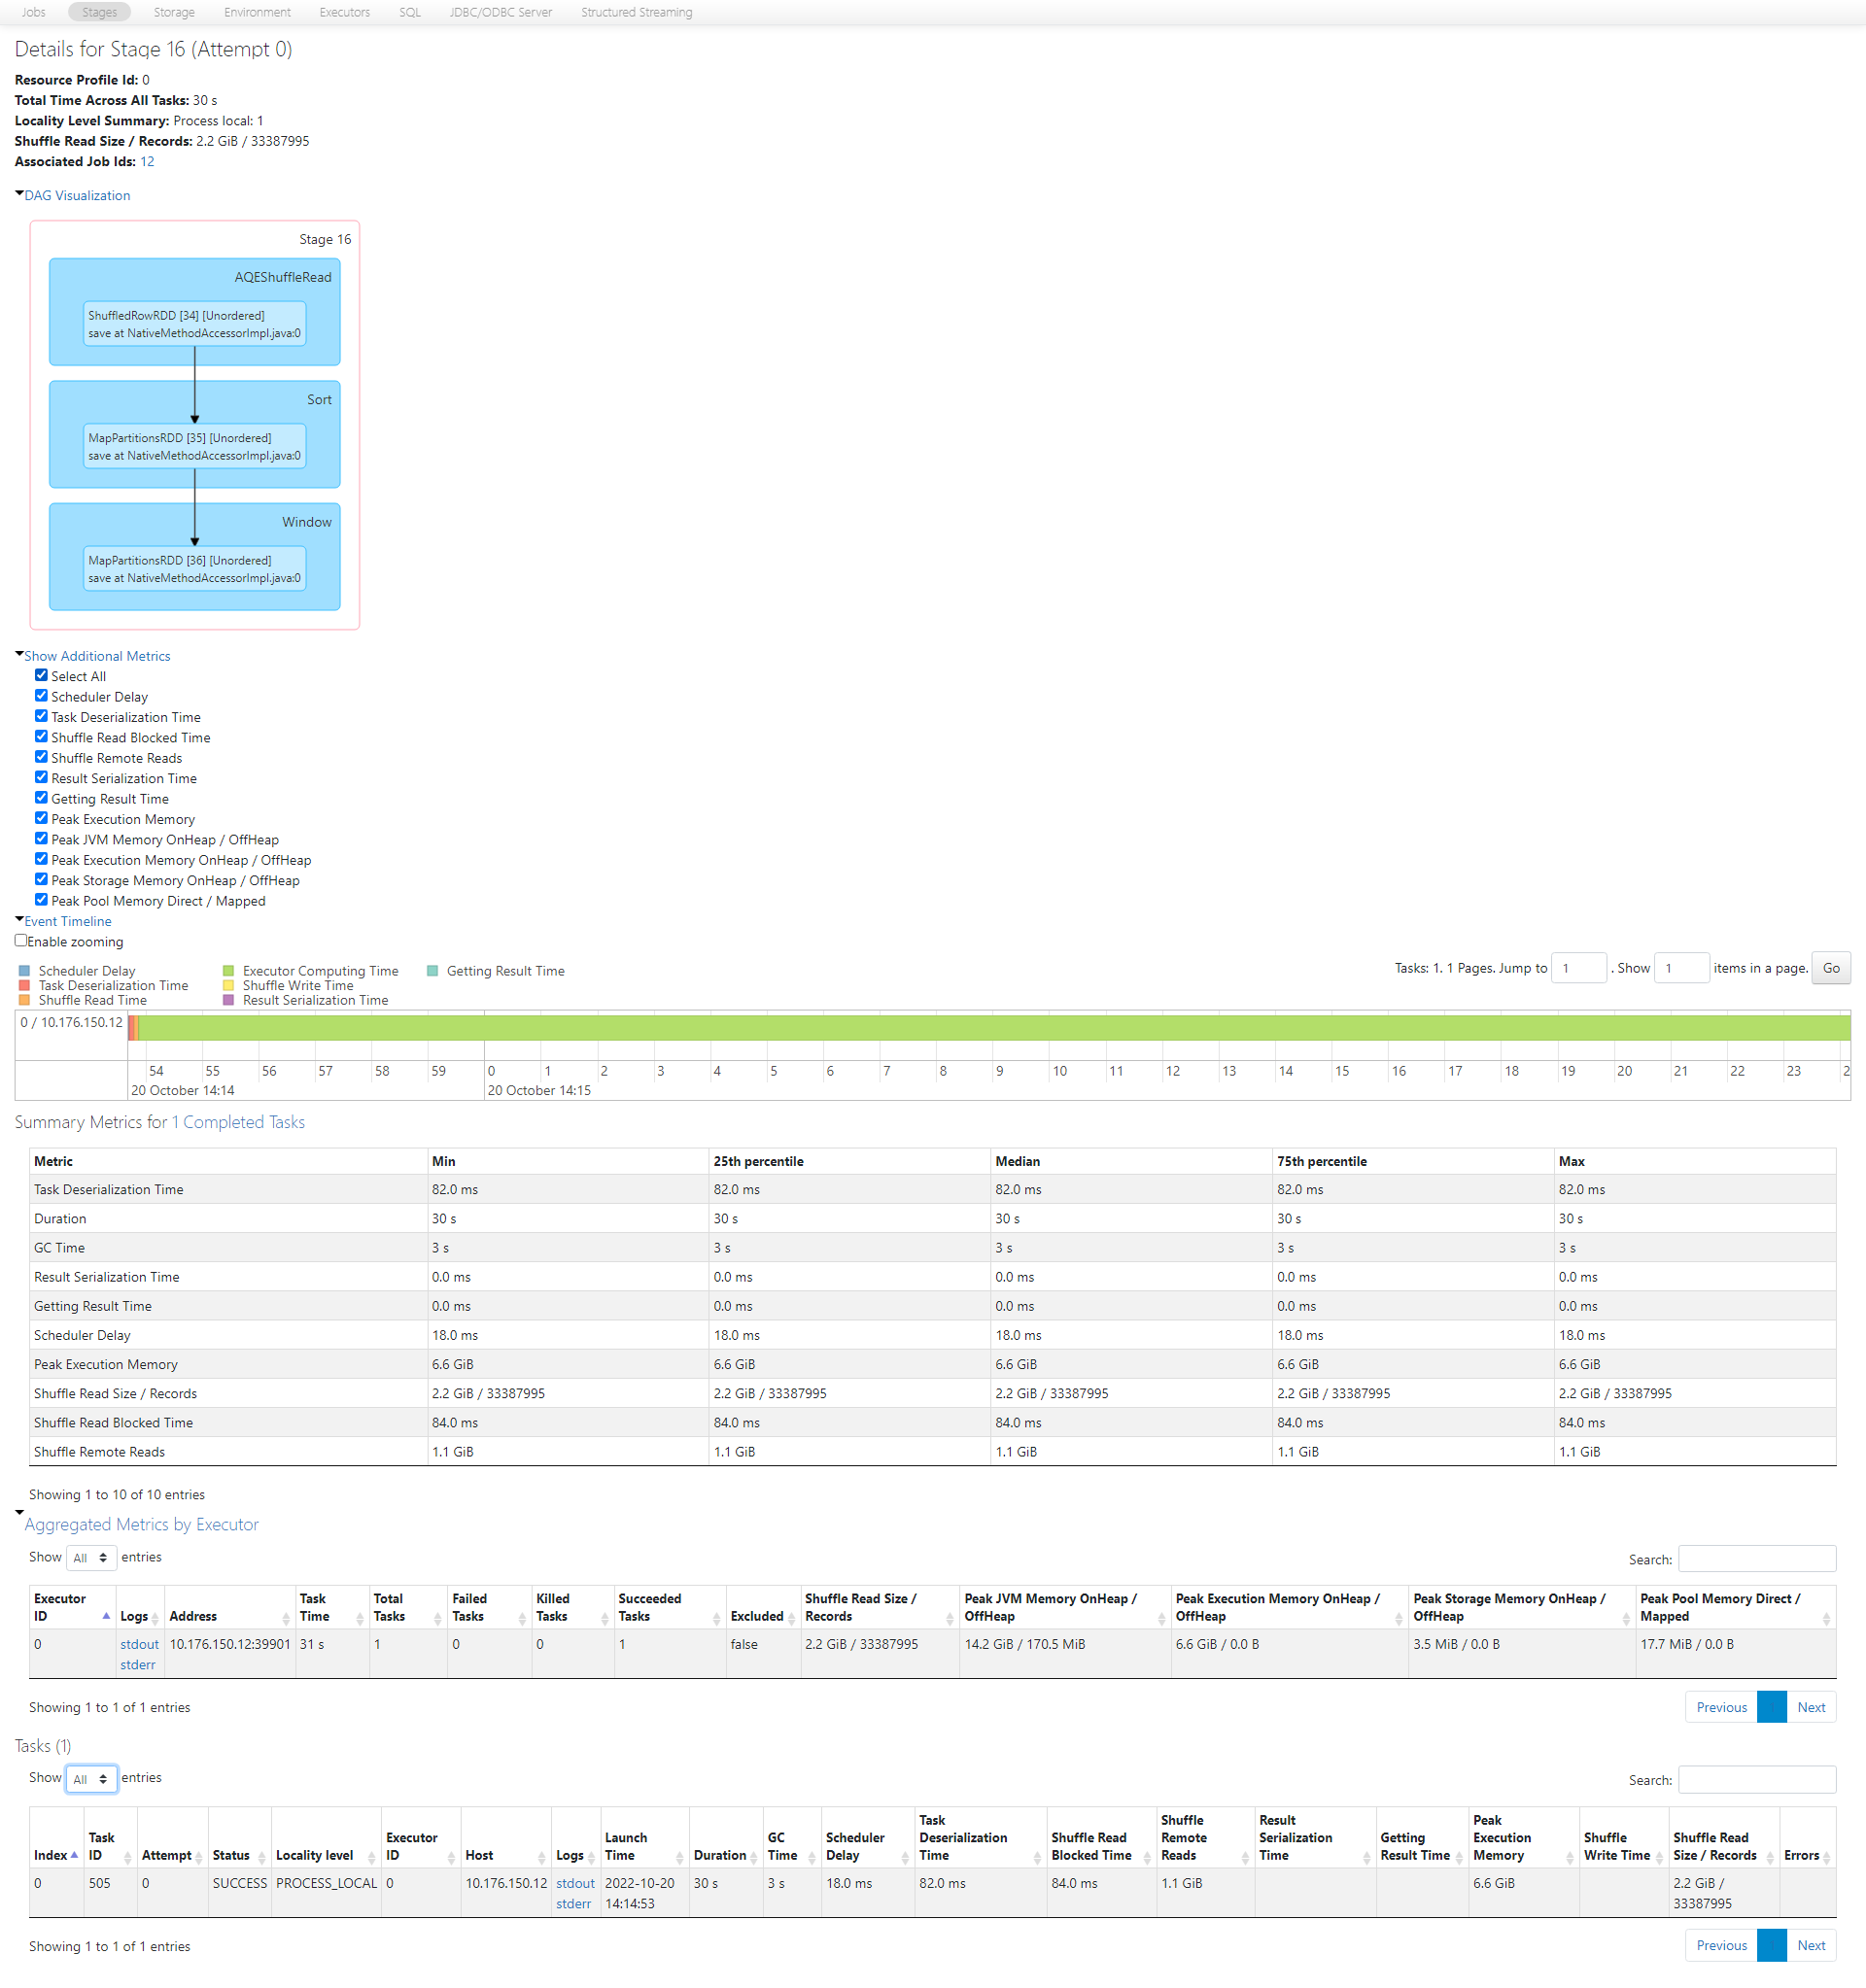 Jobs Stages Storage Environment Executors SQL JDBC/ODBC Server Structured Streaming
Details for Stage 16 (Attempt 0)
Resource Profile Id: 0
Total Time Across All Tasks: 30 s
Locality Level Summary: Process local: 1
Shuffle Read Size / Records: 2.2 GiB / 33387995
Associated Job Ids: 12
DAG Visualization
Stage 16
AQEShuffleRead
ShuffledRowRDD [34] [Unordered]
save at NativeMethodAccessorImpl.java:0
Sort
MapPartitionsRDD [35] [Unordered]
save at NativeMethodAccessorImpl.java:0
Window
MapPartitionsRDD [36] [Unordered]
save at NativeMethodAccessorImpl.java:0
Show Additional Metrics
Select All
Scheduler Delay
Task Deserialization Time
Shuffle Read Blocked Time
Shuffle Remote Reads
Result Serialization Time
Getting Result Time
Peak Execution Memory
Peak JVM Memory OnHeap / OffHeap
Peak Execution Memory OnHeap / OffHeap
Peak Storage Memory OnHeap / OffHeap
Peak Pool Memory Direct / Mapped
Event Timeline
Enable zooming
Tasks: 1. 1 Pages. Jump to 1 . Show 1 items in a page. Go
Scheduler Delay Executor Computing Time Getting Result Time
Task Deserialization Time Shuffle Write Time
Shuffle Read Time Result Serialization Time
0 / 10.176.150.12
54 55 56 57 58 59 0 1 2 3 4 5 6 7 8 9 10 11 12 13 14 15 16 17 18 19 20 21 22 23 2
20 October 14:14 20 October 14:15
Summary Metrics for 1 Completed Tasks
Metric Min 25th percentile Median 75th percentile Max
Task Deserialization Time 82.0 ms 82.0 ms 82.0 ms 82.0 ms 82.0 ms
Duration 30 s 30 s 30 s 30 s 30 s
GC Time 3 s 3 s 3 s 3 s 3 s
Result Serialization Time 0.0 ms 0.0 ms 0.0 ms 0.0 ms 0.0 ms
Getting Result Time 0.0 ms 0.0 ms 0.0 ms 0.0 ms 0.0 ms
Scheduler Delay 18.0 ms 18.0 ms 18.0 ms 18.0 ms 18.0 ms
Peak Execution Memory 6.6 GiB 6.6 GiB 6.6 GiB 6.6 GiB 6.6 GiB
Shuffle Read Size / Records 2.2 GiB / 33387995 2.2 GiB / 33387995 2.2 GiB / 33387995 2.2 GiB / 33387995 2.2 GiB / 33387995
Shuffle Read Blocked Time 84.0 ms 84.0 ms 84.0 ms 84.0 ms 84.0 ms
Shuffle Remote Reads 1.1 GiB 1.1 GiB 1.1 GiB 1.1 GiB 1.1 GiB
Showing 1 to 10 of 10 entries
Aggregated Metrics by Executor
Show All entries Search:
Executor ID Logs Address Task Time Total Tasks Failed Tasks Killed Tasks Succeeded Tasks Excluded Shuffle Read Size / Records Peak JVM Memory OnHeap / OffHeap Peak Execution Memory OnHeap / OffHeap Peak Storage Memory OnHeap / OffHeap Peak Pool Memory Direct / Mapped
0 stdout 10.176.150.12:39901 31 s 1 0 0 1 false 2.2 GiB / 33387995 14.2 GiB / 170.5 MiB 6.6 GiB / 0.0 B 3.5 MiB / 0.0 B 17.7 MiB / 0.0 B
stderr
Showing 1 to 1 of 1 entries Previous Next
Tasks (1)
Show All entries Search:
Index Task ID Attempt Status Locality level Executor ID Host Logs Launch Time Duration GC Time Scheduler Delay Task Deserialization Time Shuffle Read Blocked Time Shuffle Remote Reads Result Serialization Time Getting Result Time Peak Execution Memory Shuffle Write Time Shuffle Read Size / Records Errors
0 505 0 SUCCESS PROCESS_LOCAL 0 10.176.150.12 stdout 2022-10-20 30 s 3 s 18.0 ms 82.0 ms 84.0 ms 1.1 GiB 6.6 GiB 2.2 GiB /
stderr 14:14:53 33387995
Showing 1 to 1 of 1 entries Previous Next